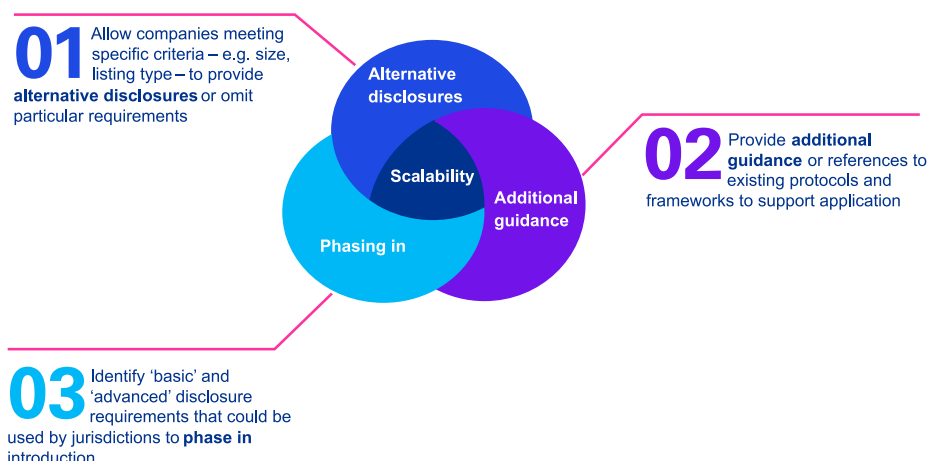 01
Allow companies meeting
specific criteria – e.g. size,
listing type – to provide
alternative disclosures or omit
particular requirements
Alternative
disclosures
Scalability
Additional
guidance
Phasing in
02
Provide additional
guidance or references to
existing protocols and
frameworks to support application
03
Identify ‘basic’ and
‘advanced’ disclosure
requirements that could be
used by jurisdictions to phase in
introduction